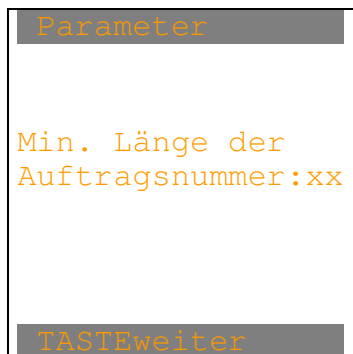 Parameter
Min. Länge der
Auftragsnummer:xx
TASTEweiter